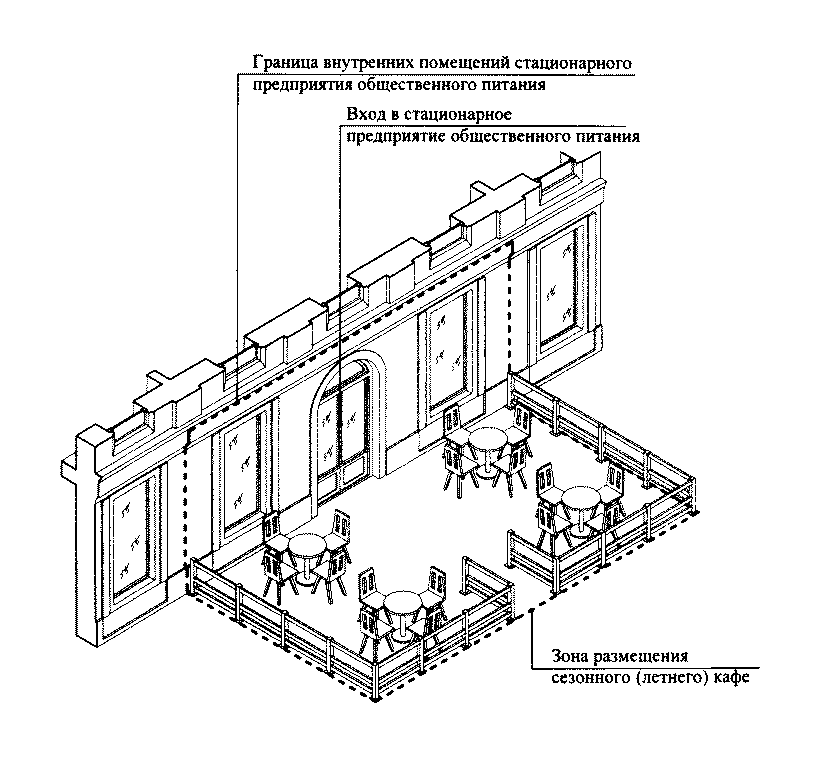 Граница внутренних помещений стационарного
предприятия общественного питания
Вход в стационарное
предприятие общественного питания
Зона размещения
сезонного (летнего) кафе